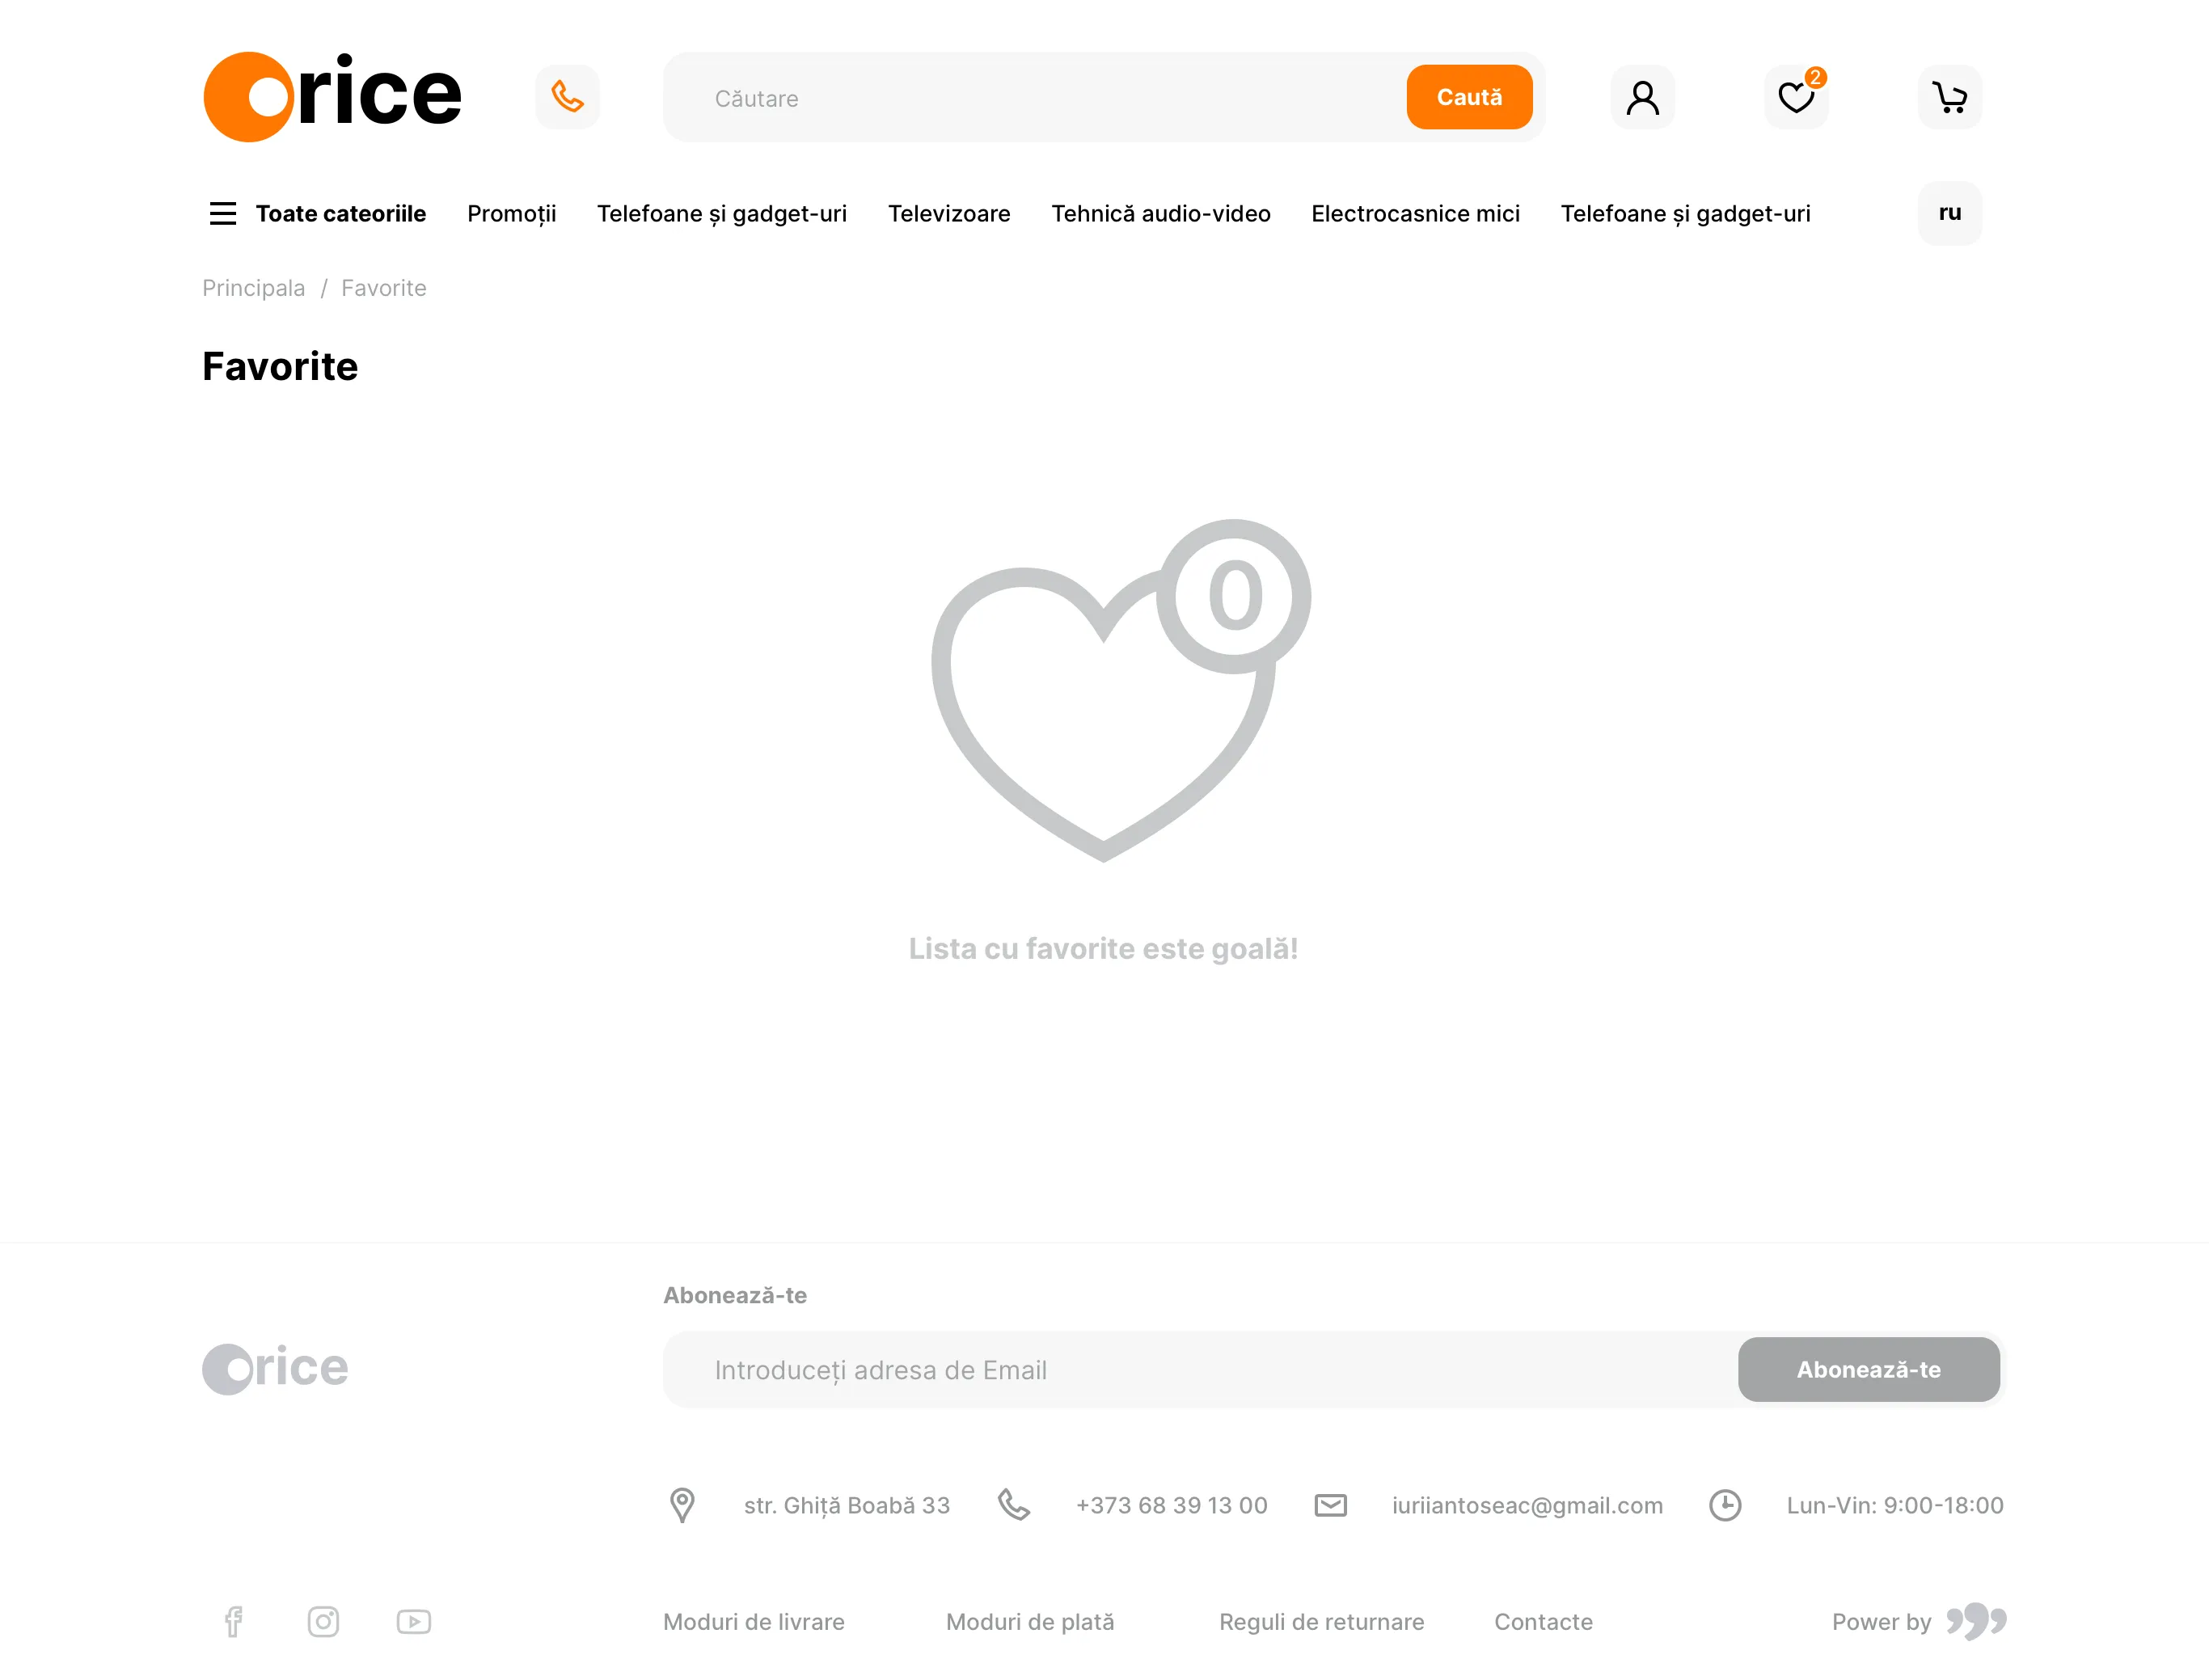 Orice
Căutare
Caută
2
Toate cateoriile
Promoții
Telefoane și gadget-uri
Televizoare
Tehnică audio-video
Electrocasnice mici
Telefoane și gadget-uri
ru
Principala / Favorite
Favorite
0
Lista cu favorite este goală!
Abonează-te
Orice
Introduceți adresa de Email
Abonează-te
str. Ghiță Boabă 33
+373 68 39 13 00
iuriiantoseac@gmail.com
Lun-Vin: 9:00-18:00
Moduri de livrare
Moduri de plată
Reguli de returnare
Contacte
Power by